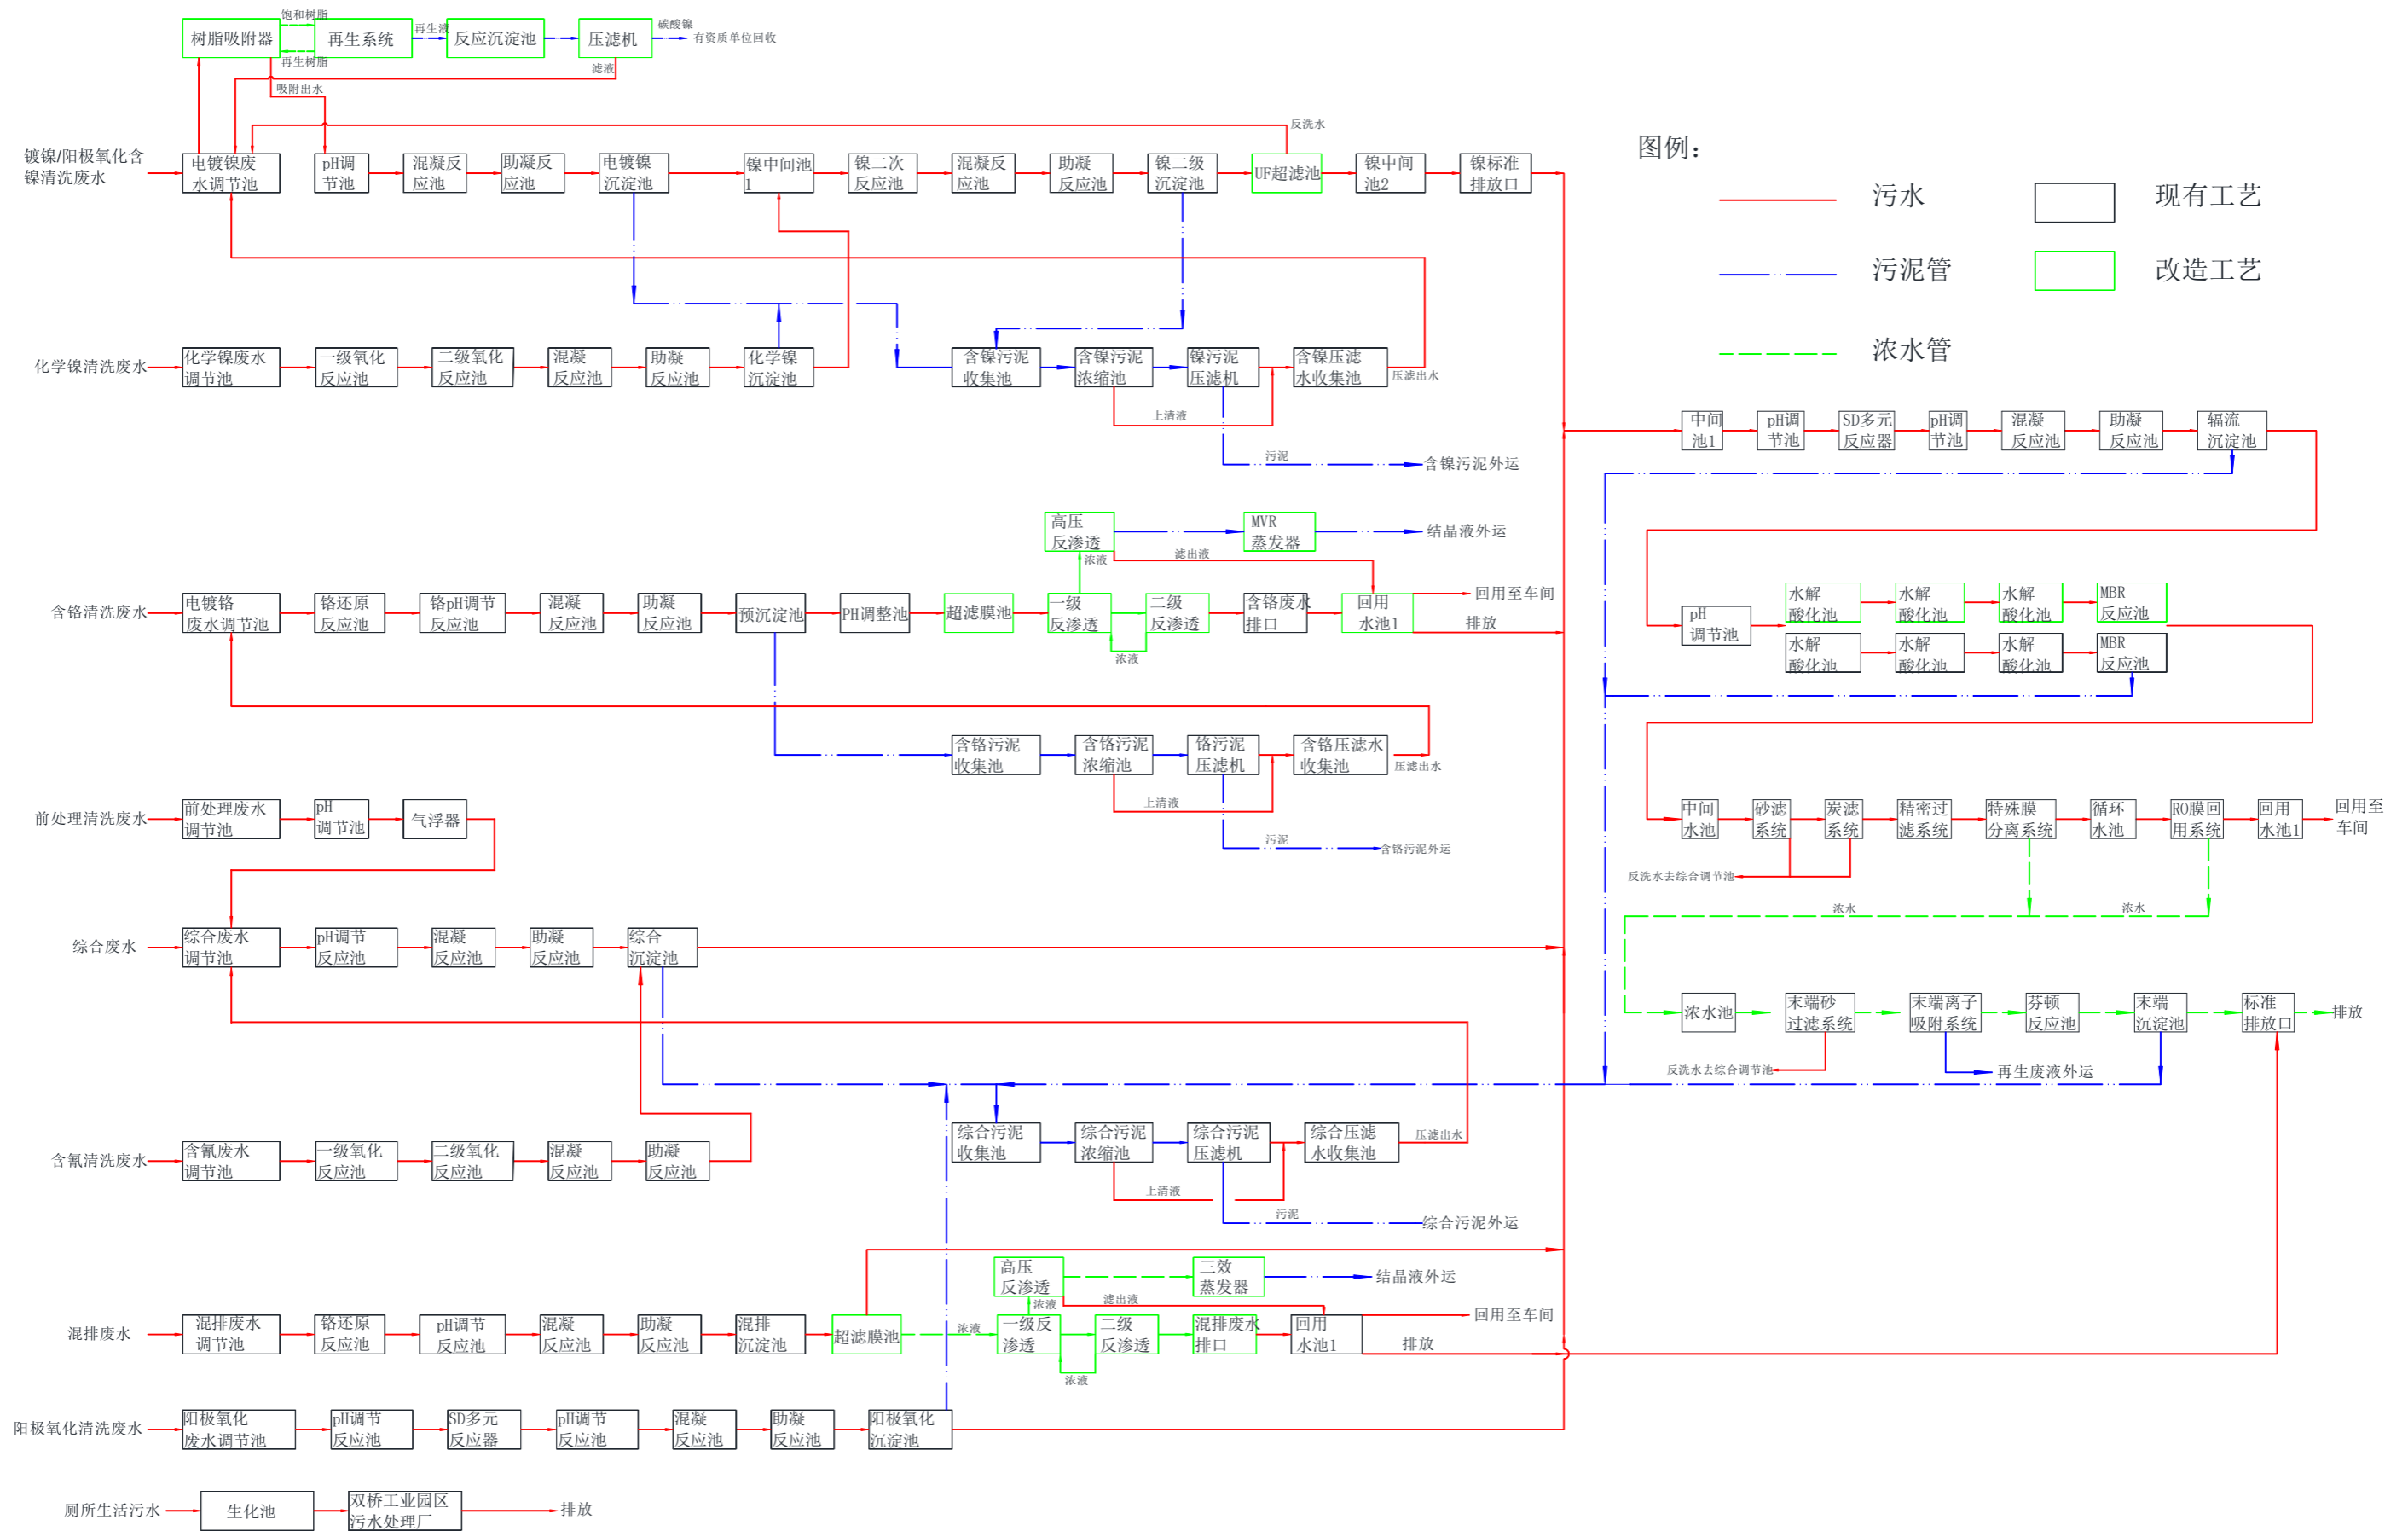 饱和树脂
树脂吸附器
再生系统
再生树脂
再生液
反应沉淀池
压滤机
碳酸镍
有资质单位回收
滤液
吸附出水
反洗水
镀镍/阳极氧化含
镍清洗废水
电镀镍废
水调节池
pH调
节池
混凝反
应池
助凝反
应池
电镀镍
沉淀池
镍中间池
1
镍二次
反应池
混凝反
应池
助凝
反应池
镍二级
沉淀池
UF超滤池
镍中间
池2
镍标准
排放口
图例：
污水
现有工艺
污泥管
改造工艺
浓水管
化学镍清洗废水
化学镍废水
调节池
一级氧化
反应池
二级氧化
反应池
混凝
反应池
助凝
反应池
化学镍
沉淀池
含镍污泥
收集池
含镍污泥
浓缩池
镍污泥
压滤机
含镍压滤
水收集池
压滤出水
上清液
污泥
含镍污泥外运
中间
池1
pH调
节池
SD多元
反应器
pH调
节池
混凝
反应池
助凝
反应池
辐流
沉淀池
高压
反渗透
MVR
蒸发器
结晶液外运
浓液
滤出液
含铬清洗废水
电镀铬
废水调节池
铬还原
反应池
铬pH调节
反应池
混凝
反应池
助凝
反应池
预沉淀池
PH调整池
超滤膜池
一级
反渗透
二级
反渗透
浓液
含铬废水
排口
回用
水池1
回用至车间
排放
pH
调节池
水解
酸化池
水解
酸化池
水解
酸化池
MBR
反应池
水解
酸化池
水解
酸化池
水解
酸化池
MBR
反应池
含铬污泥
收集池
含铬污泥
浓缩池
铬污泥
压滤机
含铬压滤水
收集池
压滤出水
上清液
污泥
含铬污泥外运
前处理清洗废水
前处理废水
调节池
pH
调节池
气浮器
中间
水池
砂滤
系统
炭滤
系统
精密过
滤系统
特殊膜
分离系统
循环
水池
RO膜回
用系统
回用
水池1
回用至
车间
反洗水去综合调节池
浓水
浓水
综合废水
综合废水
调节池
pH调节
反应池
混凝
反应池
助凝
反应池
综合
沉淀池
浓水池
末端砂
过滤系统
末端离子
吸附系统
芬顿
反应池
末端
沉淀池
标准
排放口
排放
反洗水去综合调节池
再生废液外运
含氰清洗废水
含氰废水
调节池
一级氧化
反应池
二级氧化
反应池
混凝
反应池
助凝
反应池
综合污泥
收集池
综合污泥
浓缩池
综合污泥
压滤机
综合压滤
水收集池
压滤出水
上清液
污泥
综合污泥外运
高压
反渗透
三效
蒸发器
结晶液外运
浓液
滤出液
混排废水
混排废水
调节池
铬还原
反应池
pH调节
反应池
混凝
反应池
助凝
反应池
混排
沉淀池
超滤膜池
浓液
一级反
渗透
二级
反渗透
浓液
混排废水
排口
回用
水池1
回用至车间
排放
阳极氧化清洗废水
阳极氧化
废水调节池
pH调节
反应池
SD多元
反应器
pH调节
反应池
混凝
反应池
助凝
反应池
阳极氧化
沉淀池
厕所生活污水
生化池
双桥工业园区
污水处理厂
排放